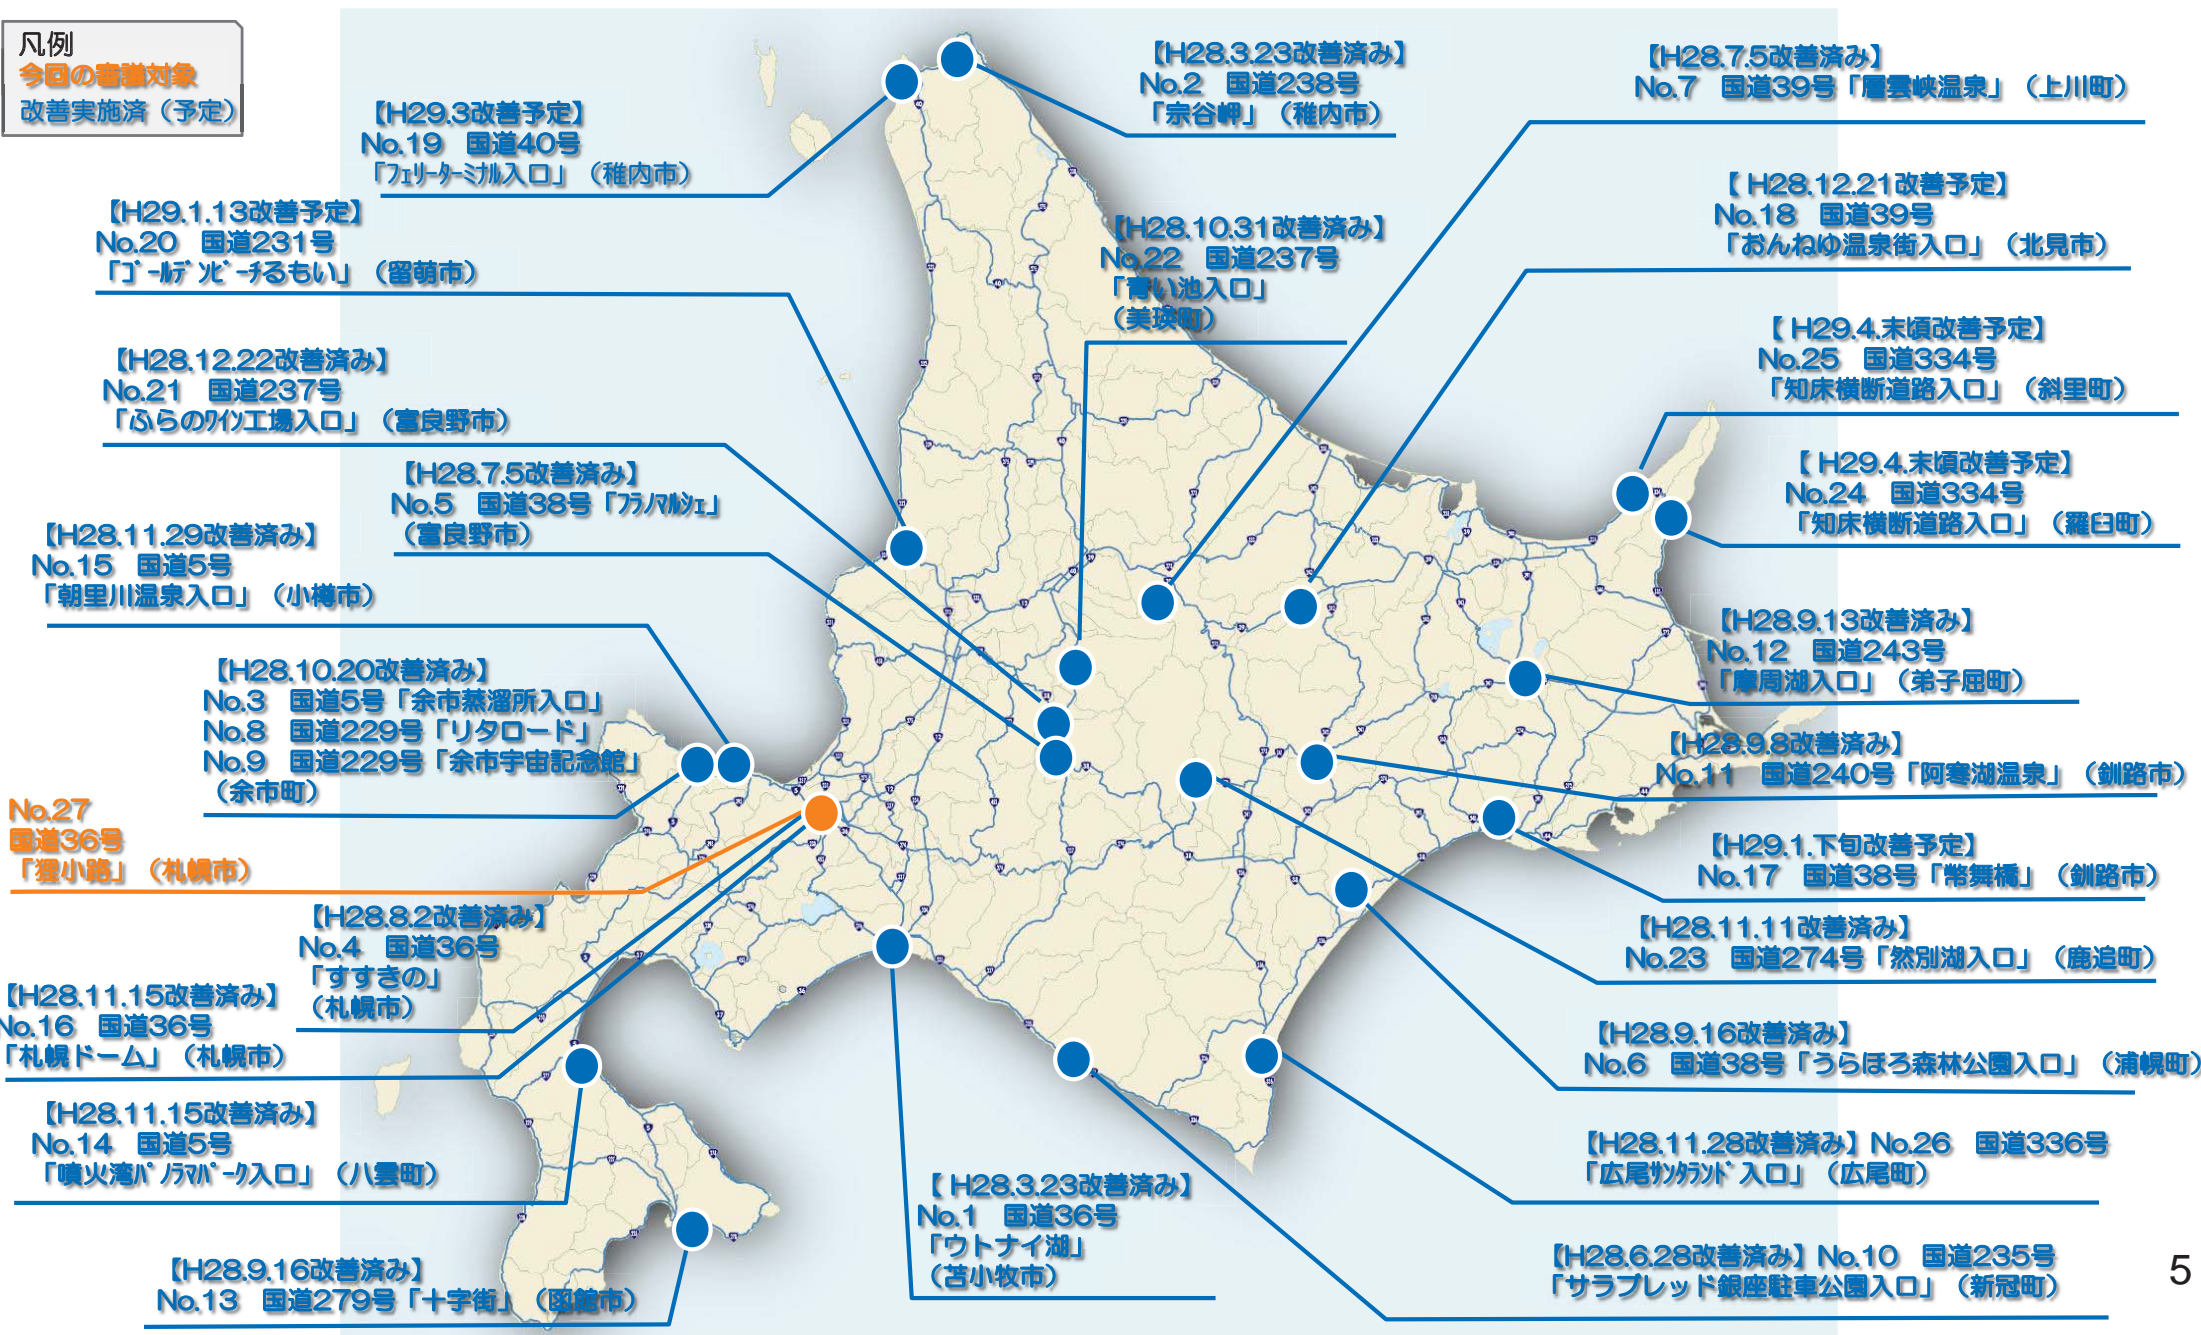 凡例
今回の審議対象
改善実施済（予定）
【H28.3.23改善済み】
No.2　国道238号
「宗谷岬」（稚内市）
【H28.7.5改善済み】
No.7　国道39号「層雲峡温泉」（上川町）
【H29.3改善予定】
No.19　国道40号
「フェリーターミナル入口」（稚内市）
【 H28.12.21改善予定】
No.18　国道39号
「おんねゆ温泉街入口」（北見市）
【H29.1.13改善予定】
No.20　国道231号
「ゴールデンビーチるもい」（留萌市）
【H28.10.31改善済み】
No.22　国道237号
「青い池入口」
（美瑛町）
【 H29.4.末頃改善予定】
No.25　国道334号
「知床横断道路入口」（斜里町）
【H28.12.22改善済み】
No.21　国道237号
「ふらのワイン工場入口」（富良野市）
【H28.7.5改善済み】
No.5　国道38号「フラノマルシェ」
（富良野市）
【 H29.4.末頃改善予定】
No.24　国道334号
「知床横断道路入口」（羅臼町）
【H28.11.29改善済み】
No.15　国道5号
「朝里川温泉入口」（小樽市）
【H28.9.13改善済み】
No.12　国道243号
「摩周湖入口」（弟子屈町）
【H28.10.20改善済み】
No.3　国道5号「余市蒸溜所入口」
No.8　国道229号「リタロード」
No.9　国道229号「余市宇宙記念館」
（余市町）
【H28.9.8改善済み】
No.11　国道240号「阿寒湖温泉」（釧路市）
No.27
国道36号
「狸小路」（札幌市）
【H29.1.下旬改善予定】
No.17　国道38号「幣舞橋」（釧路市）
【H28.8.2改善済み】
No.4　国道36号
「すすきの」
（札幌市）
【H28.11.11改善済み】
No.23　国道274号「然別湖入口」（鹿追町）
【H28.11.15改善済み】
No.16　国道36号
「札幌ドーム」（札幌市）
【H28.9.16改善済み】
No.6　国道38号「うらほろ森林公園入口」（浦幌町）
【H28.11.15改善済み】
No.14　国道5号
「噴火湾パノラマパーク入口」（八雲町）
【H28.11.28改善済み】No.26　国道336号
「広尾サンタランド入口」（広尾町）
【 H28.3.23改善済み】
No.1　国道36号
「ウトナイ湖」
（苫小牧市）
【H28.6.28改善済み】No.10　国道235号
「サラブレッド銀座駐車公園入口」（新冠町）
【H28.9.16改善済み】
No.13　国道279号「十字街」（函館市）
5